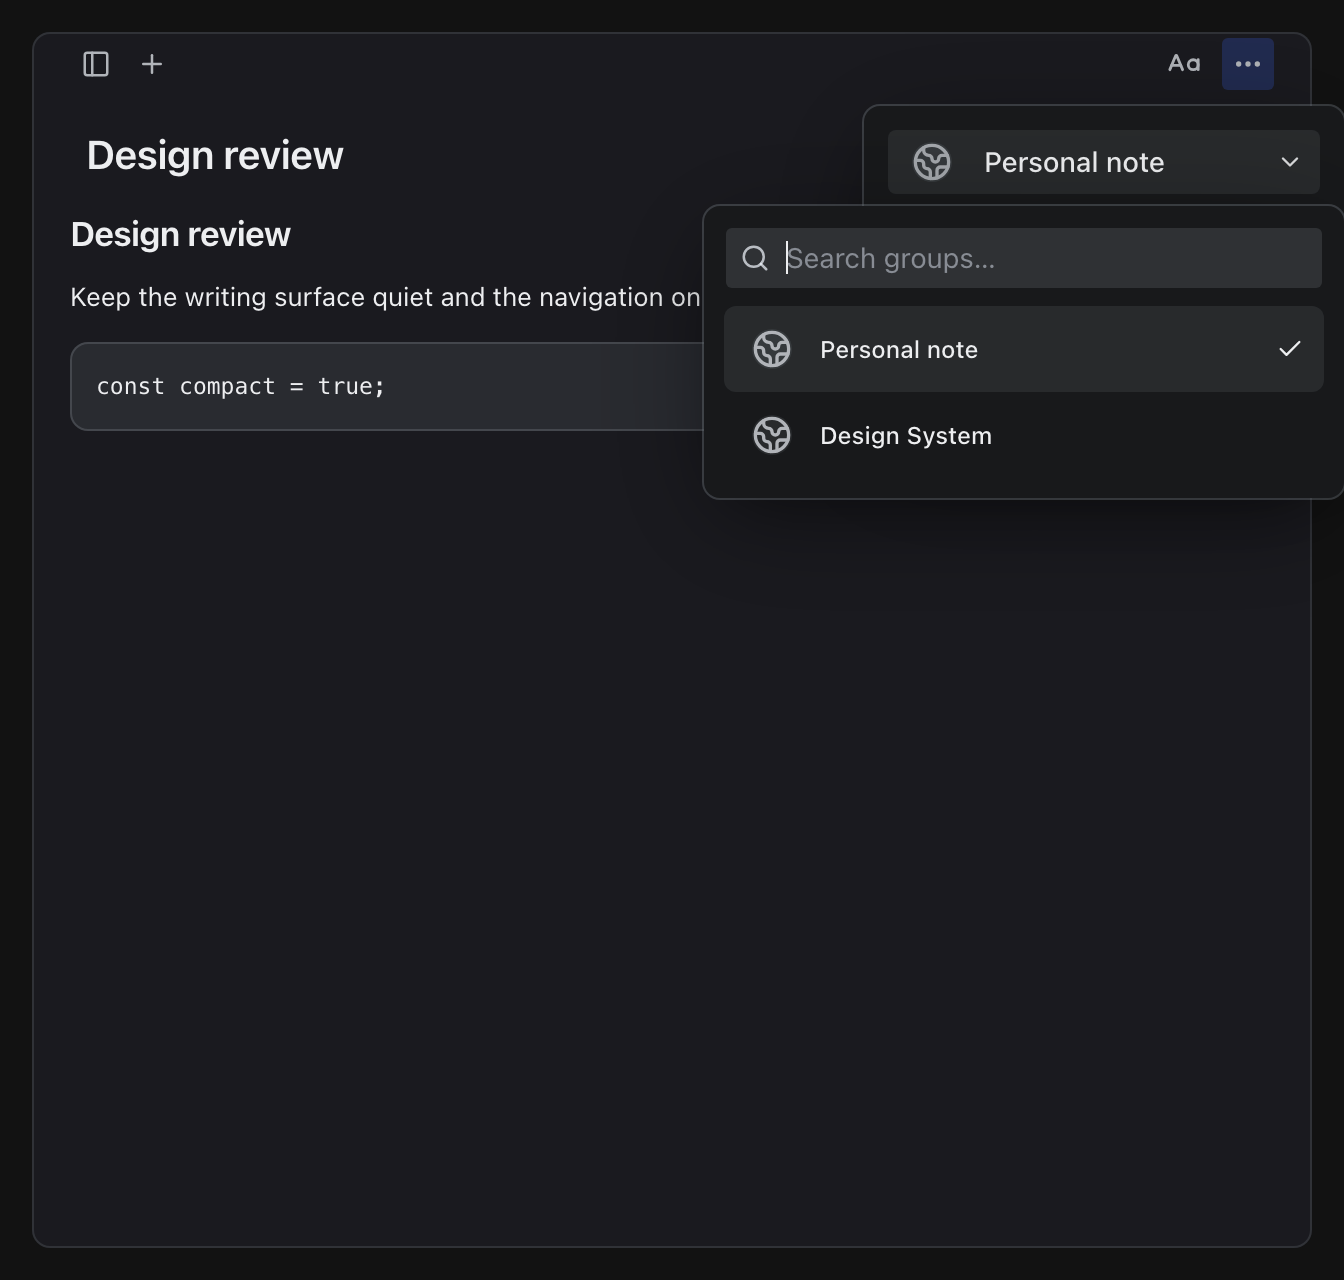 Aa
Design review
Personal note
Design review
Search groups...
Keep the writing surface quiet and the navigation on
Personal note
const compact = true;
Design System